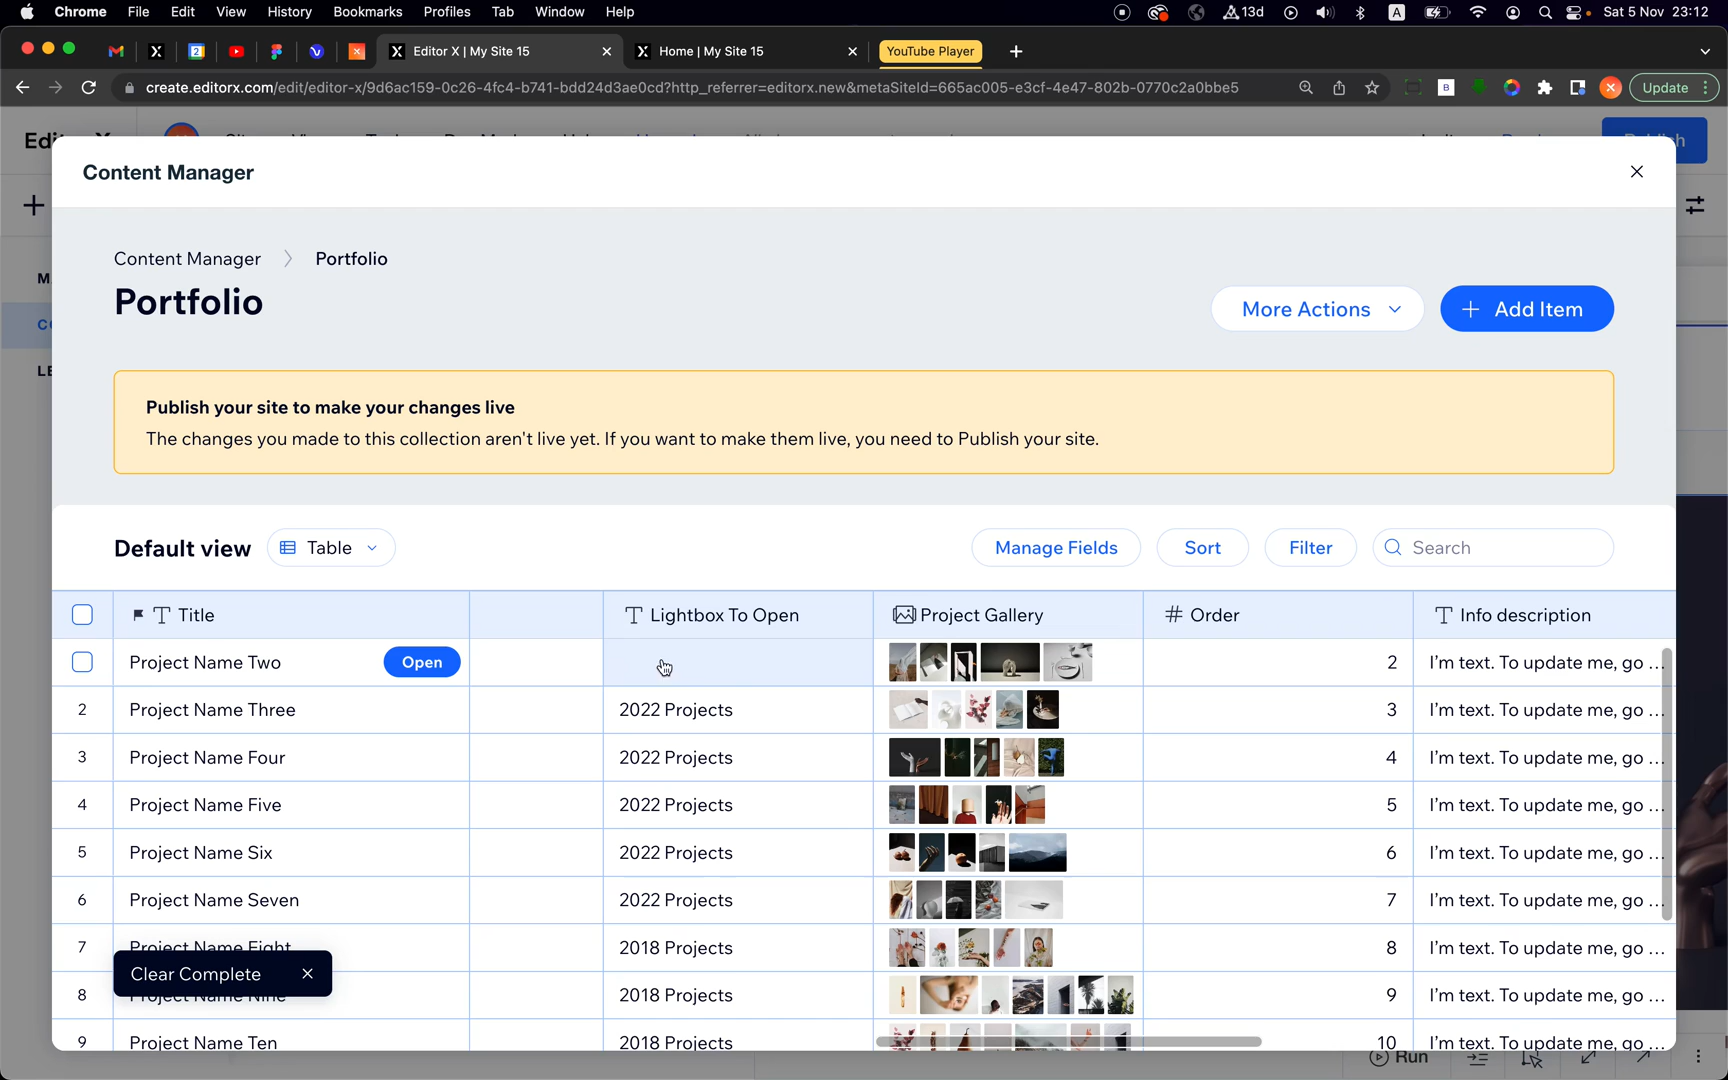 Chrome File Edit View History Bookmarks Profiles Tab Window Help 13d A Sat 5 Nov 23:12
2 Editor X | My Site 15 Home | My Site 15 YouTube Player
create.editorx.com/edit/editor-x/9d6ac159-0c26-4fc4-b741-bdd24d3ae0cd?http_referrer=editorx.new&metaSiteId=665ac005-e3cf-4e47-802b-0770c2a0bbe5 B Update
Content Manager
Content Manager Portfolio
Portfolio
More Actions + Add Item
Publish your site to make your changes live
The changes you made to this collection aren't live yet. If you want to make them live, you need to Publish your site.
Default view Table Manage Fields Sort Filter Search
Title Lightbox To Open Project Gallery # Order Info description
Project Name Two Open 2 I'm text. To update me, go ...
2 Project Name Three 2022 Projects 3 I'm text. To update me, go ...
3 Project Name Four 2022 Projects 4 I'm text. To update me, go ...
4 Project Name Five 2022 Projects 5 I'm text. To update me, go ...
5 Project Name Six 2022 Projects 6 I'm text. To update me, go ...
6 Project Name Seven 2022 Projects 7 I'm text. To update me, go ...
7 Project Name Eight 2018 Projects 8 I'm text. To update me, go ...
Clear Complete
8 Project Name Nine 2018 Projects 9 I'm text. To update me, go ...
9 Project Name Ten 2018 Projects 10 I'm text. To update me, go ...
Run